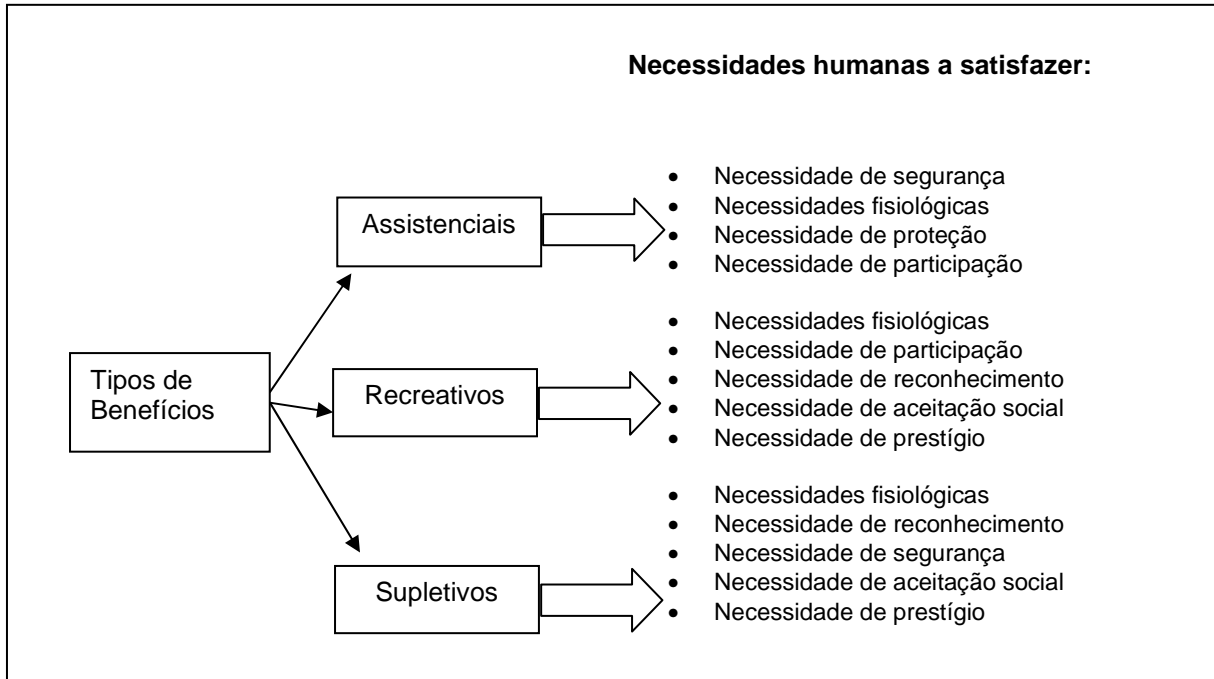 Necessidades humanas a satisfazer:
Tipos de
Benefícios
Assistenciais
• Necessidade de segurança
• Necessidades fisiológicas
• Necessidade de proteção
• Necessidade de participação
Recreativos
• Necessidades fisiológicas
• Necessidade de participação
• Necessidade de reconhecimento
• Necessidade de aceitação social
• Necessidade de prestígio
Supletivos
• Necessidades fisiológicas
• Necessidade de reconhecimento
• Necessidade de segurança
• Necessidade de aceitação social
• Necessidade de prestígio